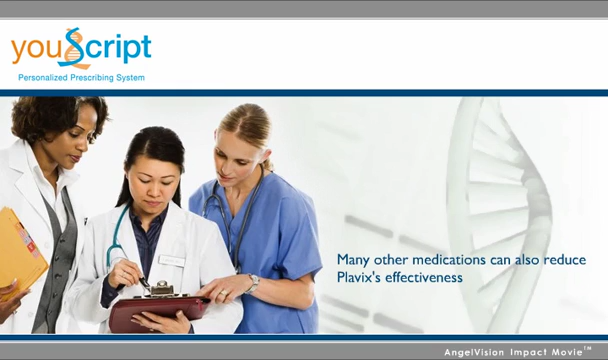 youScript
Personalized Prescribing System
Many other medications can also reduce
Plavix's effectiveness
AngelVision Impact Movie™